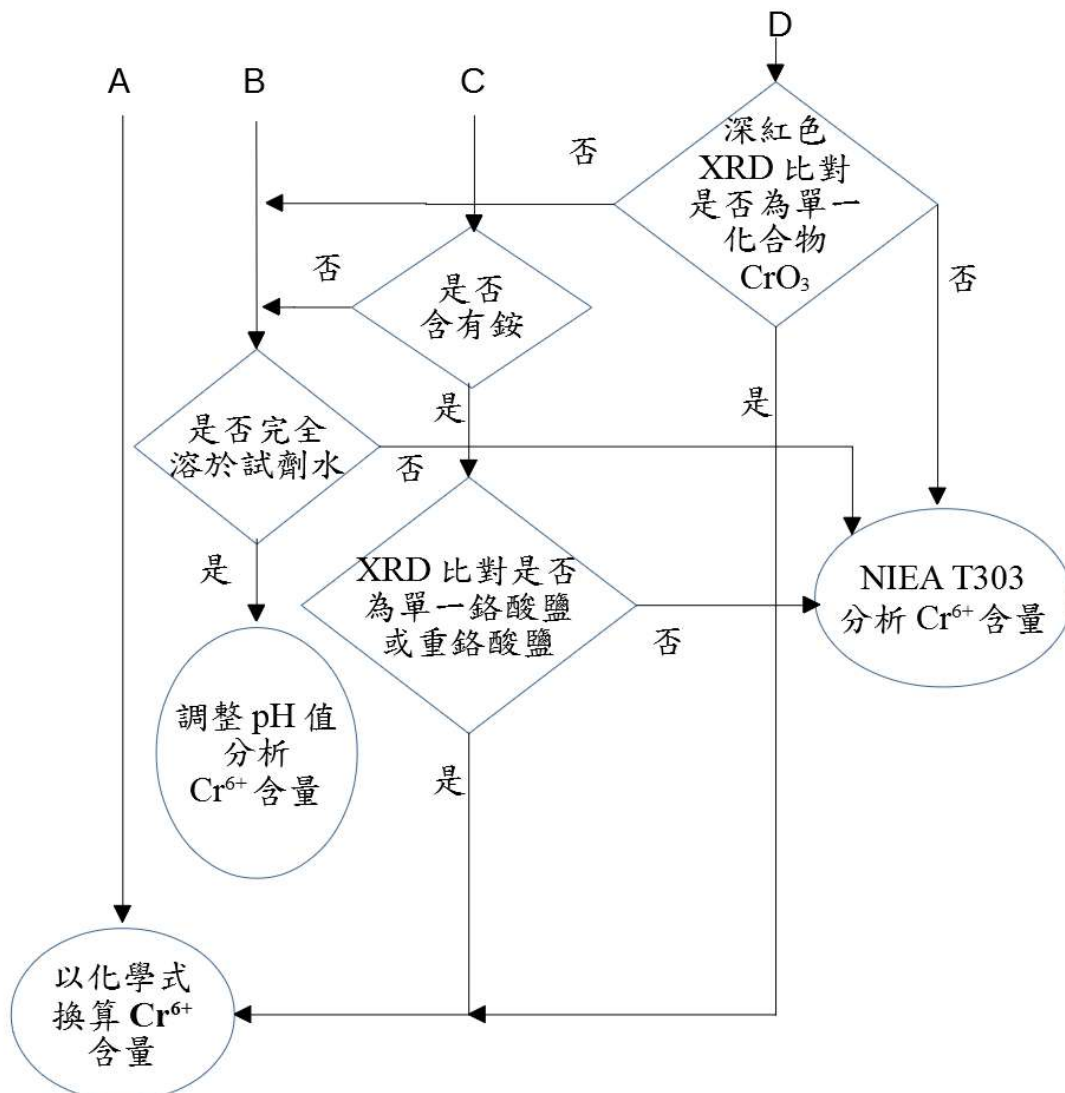 D
A
B
C
深紅色
XRD 比對
是否為單一
化合物
CrO₃
否
否
否
是否
含有銨
是
是
是否完全
溶於試劑水
否
是
XRD 比對是否
為單一鉻酸鹽
或重鉻酸鹽
否
NIEA T303
分析 Cr⁶⁺ 含量
調整 pH 值
分析
Cr⁶⁺ 含量
是
以化學式
換算 Cr⁶⁺
含量